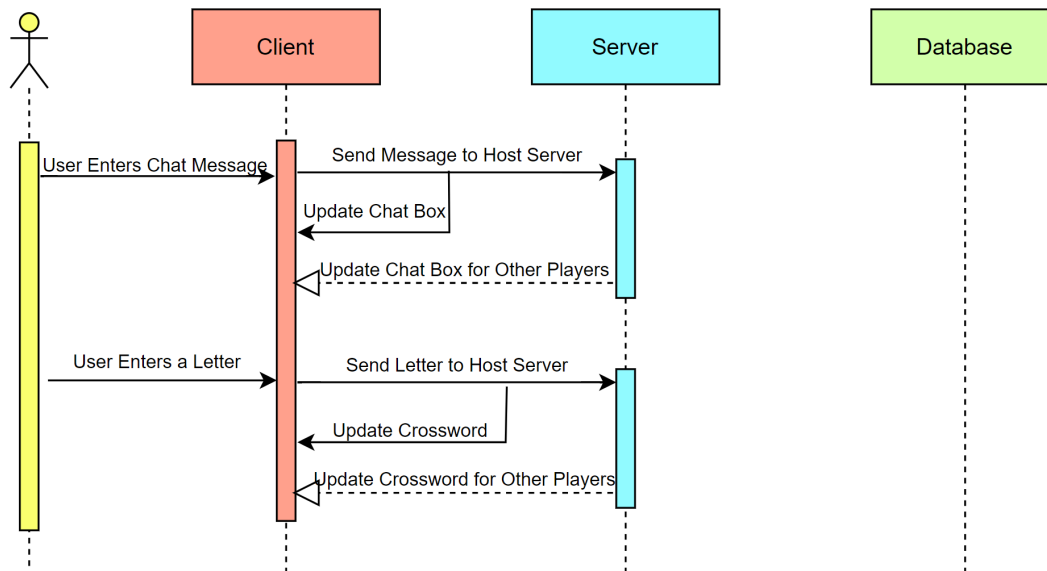 Client
Server
Database
User Enters Chat Message
Send Message to Host Server
Update Chat Box
Update Chat Box for Other Players
User Enters a Letter
Send Letter to Host Server
Update Crossword
Update Crossword for Other Players